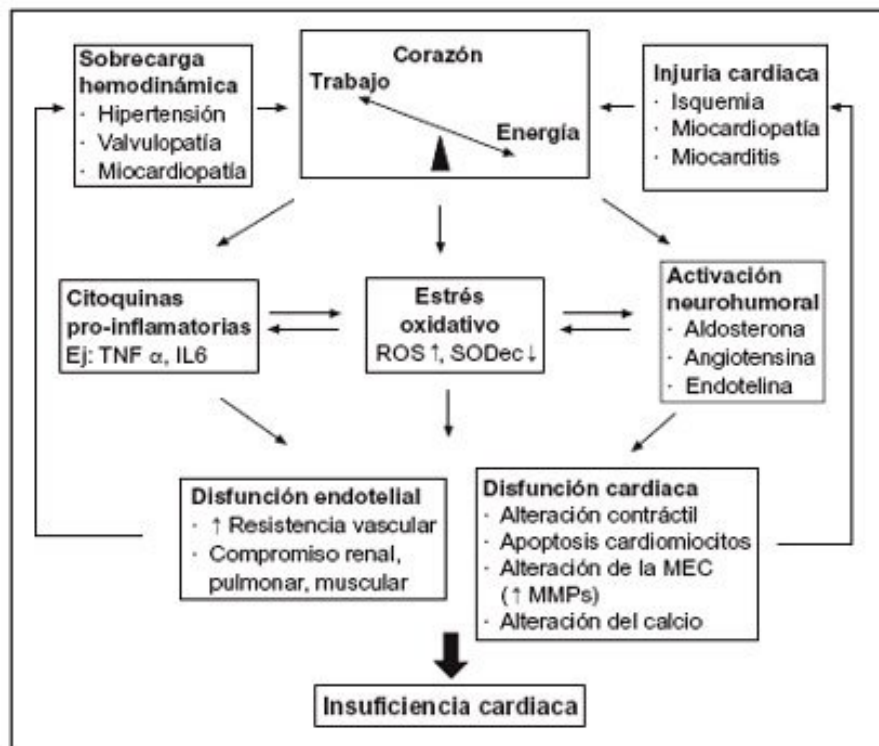 Sobrecarga
hemodinámica
· Hipertensión
· Valvulopatía
· Miocardiopatía
Corazón
Trabajo
Energía
Injuria cardiaca
· Isquemia
· Miocardiopatía
· Miocarditis
Citoquinas
pro-inflamatorias
Ej: TNF α, IL6
Estrés
oxidativo
ROS ↑, SODec ↓
Activación
neurohumoral
· Aldosterona
· Angiotensina
· Endotelina
Disfunción endotelial
· ↑ Resistencia vascular
· Compromiso renal,
pulmonar, muscular
Disfunción cardiaca
· Alteración contráctil
· Apoptosis cardiomiocitos
· Alteración de la MEC
(↑ MMPs)
· Alteración del calcio
Insuficiencia cardiaca